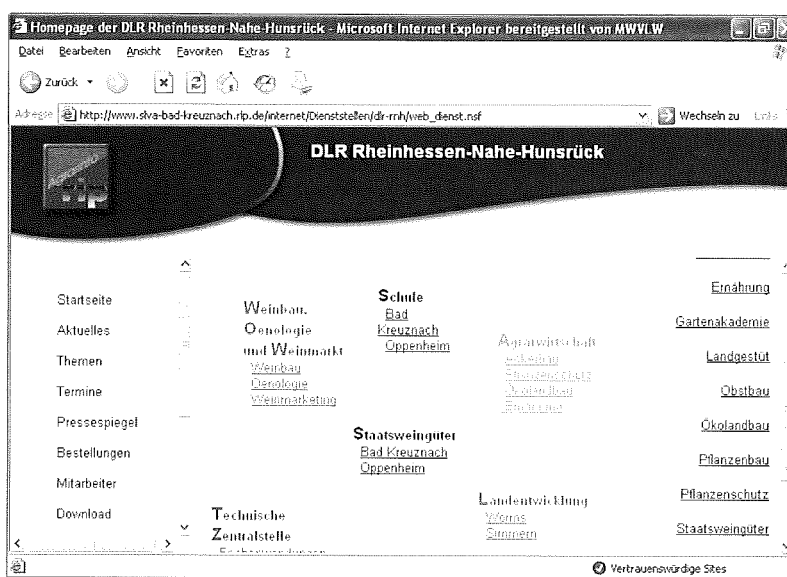 Homepage der DLR Rheinhessen-Nahe-Hunsrück - Microsoft Internet Explorer bereitgestellt von MWVLW
Datei Bearbeiten Ansicht Favoriten Extras ?
Zurück
Adresse http://www.slva-bad-kreuznach.rlp.de/internet/Dienststellen/dlr-rnh/web_dienst.nsf Wechseln zu Links
DLR Rheinhessen-Nahe-Hunsrück
rlp
Startseite
Aktuelles
Themen
Termine
Pressespiegel
Bestellungen
Mitarbeiter
Download
Weinbau,
Oenologie
und Weinmarkt
Weinbau
Oenologie
Weinmarketing
Schule
Bad
Kreuznach
Oppenheim
Agrarwirtschaft
Ackerbau
Pflanzenschutz
Ökolandbau
Staatsweingüter
Bad Kreuznach
Oppenheim
Technische
Zentralstelle
Landentwicklung
Worms
Simmern
Ernährung
Gartenakademie
Landgestüt
Obstbau
Ökolandbau
Pflanzenbau
Pflanzenschutz
Staatsweingüter
Vertrauenswürdige Sites